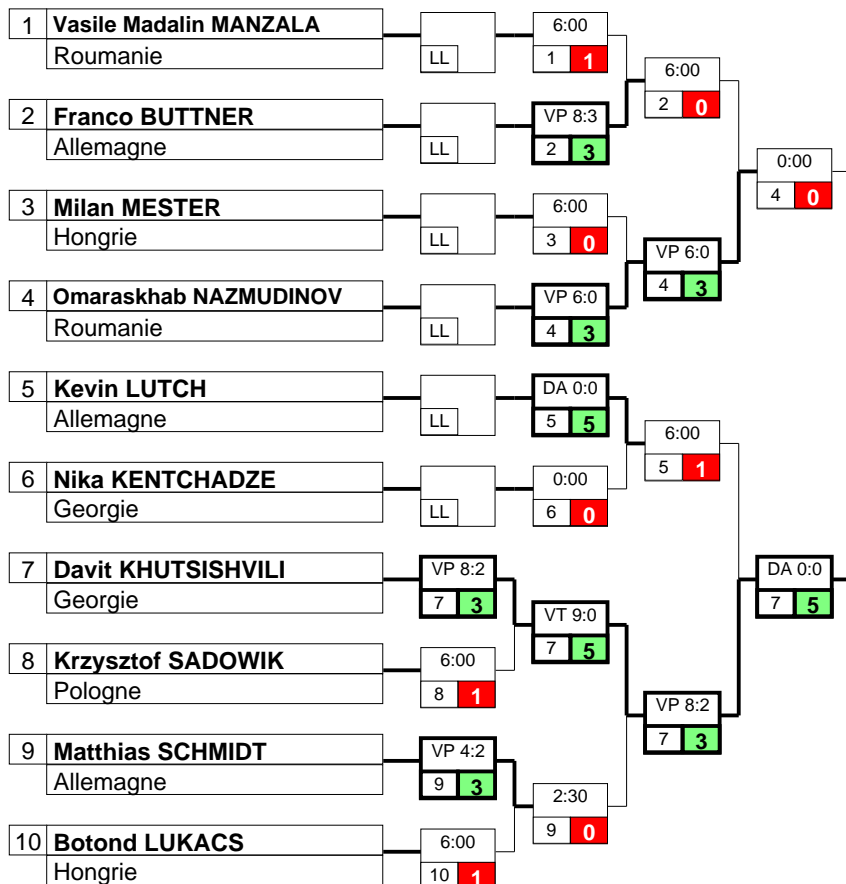 1 Vasile Madalin MANZALA
Roumanie
LL
6:00
1 1
6:00
2 0
2 Franco BUTTNER
Allemagne
LL
VP 8:3
2 3
0:00
4 0
3 Milan MESTER
Hongrie
LL
6:00
3 0
VP 6:0
4 3
4 Omaraskhab NAZMUDINOV
Roumanie
LL
VP 6:0
4 3
5 Kevin LUTCH
Allemagne
LL
DA 0:0
5 5
6:00
5 1
6 Nika KENTCHADZE
Georgie
LL
0:00
6 0
7 Davit KHUTSISHVILI
Georgie
VP 8:2
7 3
VT 9:0
7 5
DA 0:0
7 5
8 Krzysztof SADOWIK
Pologne
6:00
8 1
VP 8:2
7 3
9 Matthias SCHMIDT
Allemagne
VP 4:2
9 3
2:30
9 0
10 Botond LUKACS
Hongrie
6:00
10 1